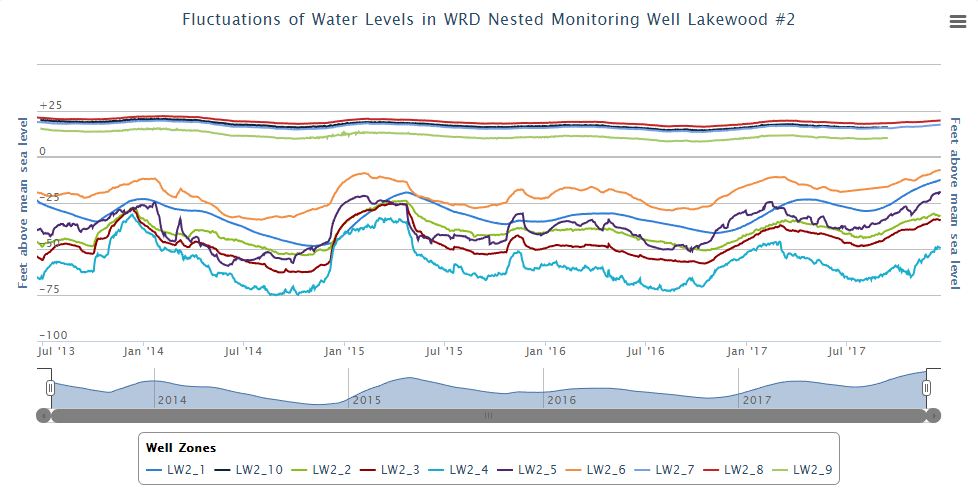 Fluctuations of Water Levels in WRD Nested Monitoring Well Lakewood #2
Feet above mean sea level
+25
0
−25
−50
−75
−100
Feet above mean sea level
Jul '13 Jan '14 Jul '14 Jan '15 Jul '15 Jan '16 Jul '16 Jan '17 Jul '17
2014 2015 2016 2017
Well Zones
LW2_1 LW2_10 LW2_2 LW2_3 LW2_4 LW2_5 LW2_6 LW2_7 LW2_8 LW2_9